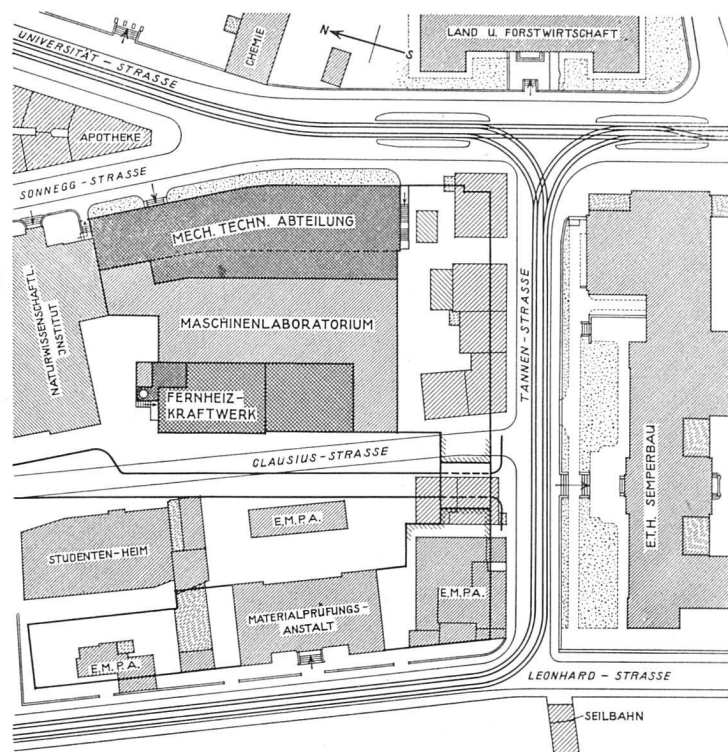 UNIVERSITÄT-STRASSE
CHEMIE
N
S
LAND U. FORSTWIRTSCHAFT
APOTHEKE
SONNEGG-STRASSE
MECH. TECHN. ABTEILUNG
NATURWISSENSCHAFTL.
JNSTITUT
MASCHINENLABORATORIUM
TANNEN-STRASSE
FERNHEIZ-
KRAFTWERK
CLAUSIUS-STRASSE
E.T.H. SEMPERBAU
E.M.P.A.
STUDENTEN-HEIM
E.M.P.A.
MATERIALPRÜFUNGS-
ANSTALT
E.M.P.A.
LEONHARD-STRASSE
SEILBAHN